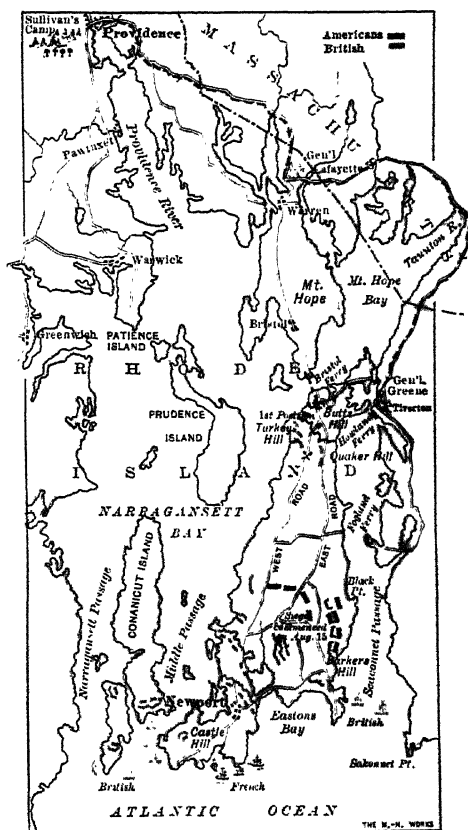 Sullivan's
Camp
Providence
Americans
British
MASSACHU
Pawtuxet
Providence River
Gen'l
Lafayette
Warren
Taunton R.
Warwick
Mt.
Hope
Mt. Hope
Bay
Bristol
Greenwich
PATIENCE
ISLAND
RHODE
Bristol Ferry
Gen'l.
Greene
Tiverton
PRUDENCE
ISLAND
1st Position
Turkey
Hill
Butts
Hill
Howland
Ferry
Quaker Hill
ISLAND
NARRAGANSETT
BAY
WEST ROAD
EAST ROAD
Fogland
Ferry
CONANICUT ISLAND
Narragansett Passage
Middle Passage
Black
Pt.
Siege
commenced
Aug. 15
Barkers
Hill
Seaconnet Passage
Newport
Castle
Hill
Eastons
Bay
British
Sakonnet Pt.
British
French
ATLANTIC OCEAN
THE M.-N. WORKS